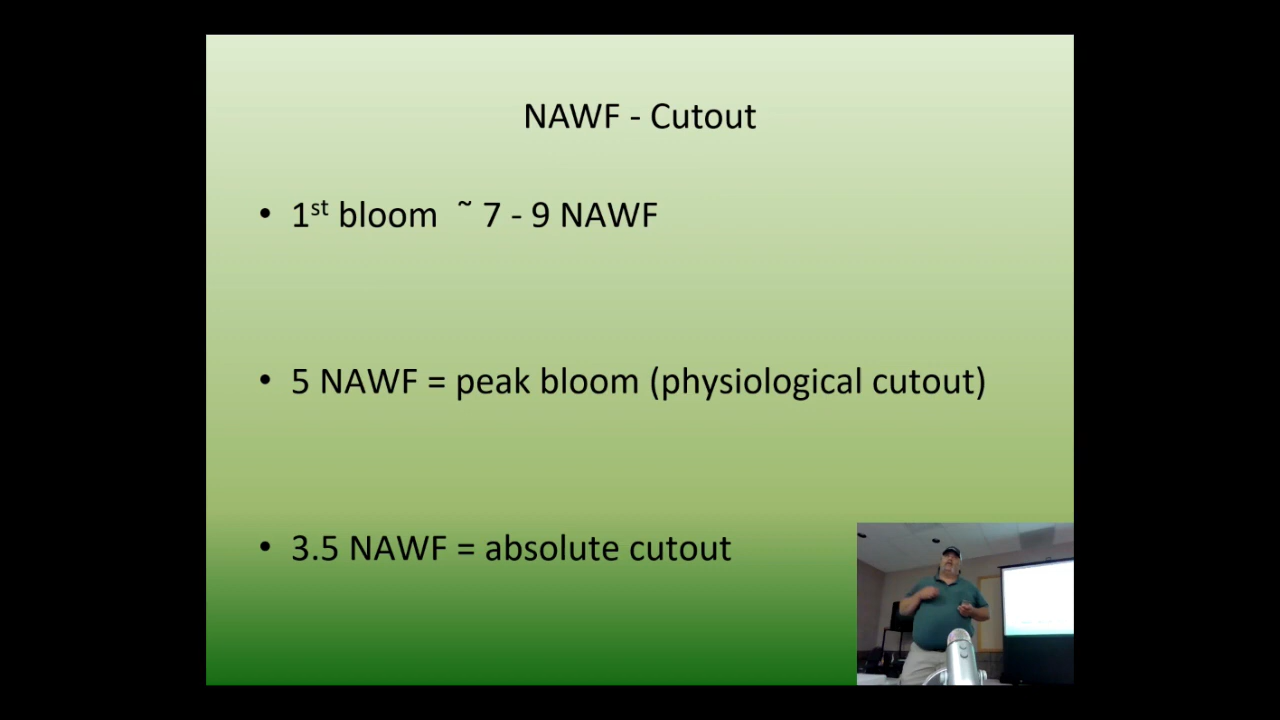 NAWF - Cutout
• 1st bloom ˜ 7 - 9 NAWF
• 5 NAWF = peak bloom (physiological cutout)
• 3.5 NAWF = absolute cutout